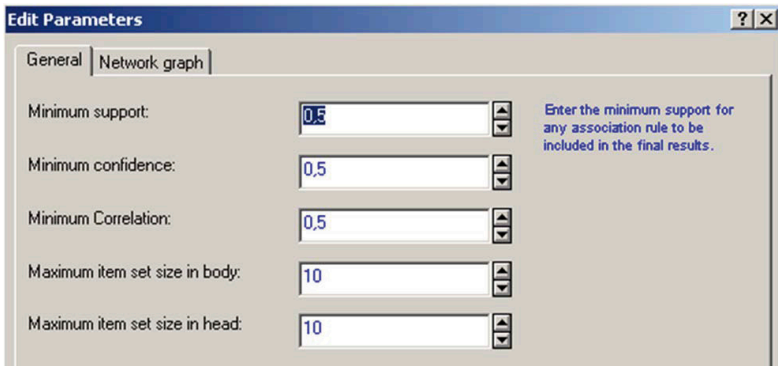 Edit Parameters
General
Network graph
Minimum support:
0,5
Enter the minimum support for
any association rule to be
included in the final results.
Minimum confidence:
0,5
Minimum Correlation:
0,5
Maximum item set size in body:
10
Maximum item set size in head:
10